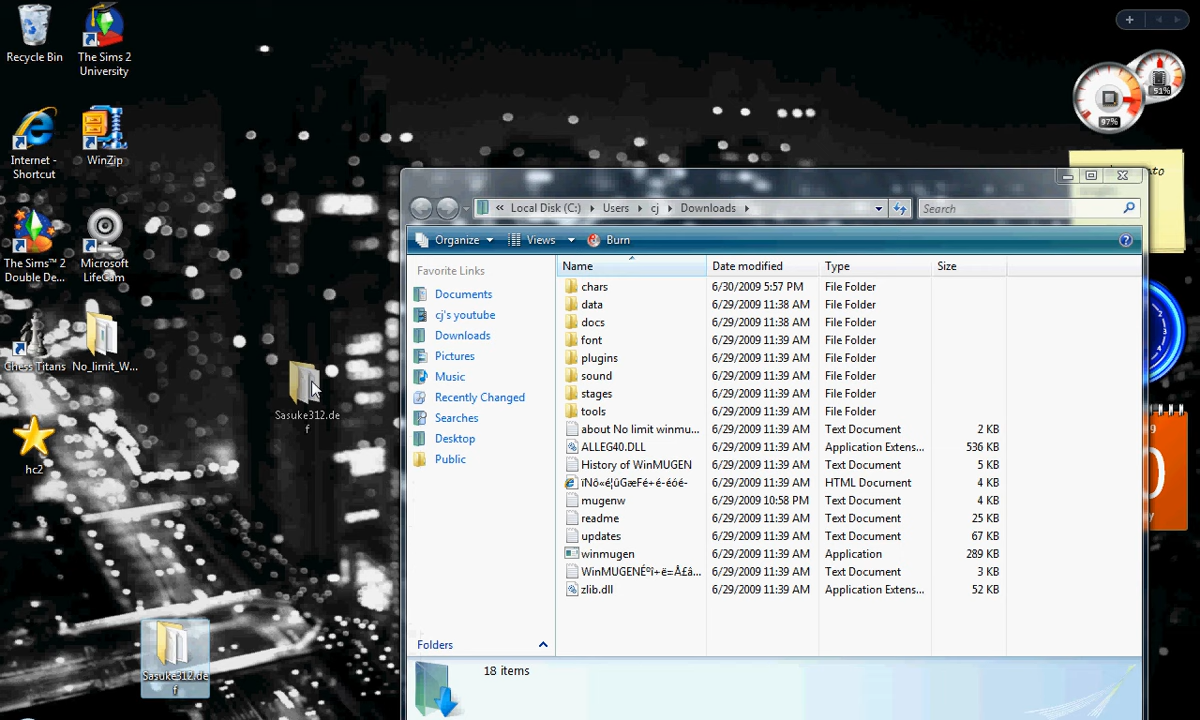 Recycle Bin
The Sims 2
University
Internet -
Shortcut
WinZip
The Sims™ 2
Double De...
Microsoft
LifeCam
Chess Titans
No_limit_W...
hc2
Sasuke312.de
f
Sasuke312.de
f
51%
97%
Local Disk (C:)
Users
cj
Downloads
Search
Organize
Views
Burn
Favorite Links
Documents
cj's youtube
Downloads
Pictures
Music
Recently Changed
Searches
Desktop
Public
Folders
Name Date modified Type Size
chars 6/30/2009 5:57 PM File Folder
data 6/29/2009 11:38 AM File Folder
docs 6/29/2009 11:38 AM File Folder
font 6/29/2009 11:39 AM File Folder
plugins 6/29/2009 11:39 AM File Folder
sound 6/29/2009 11:39 AM File Folder
stages 6/29/2009 11:39 AM File Folder
tools 6/29/2009 11:39 AM File Folder
about No limit winmu... 6/29/2009 11:39 AM Text Document 2 KB
ALLEG40.DLL 6/29/2009 11:39 AM Application Extens... 536 KB
History of WinMUGEN 6/29/2009 11:39 AM Text Document 5 KB
6/29/2009 11:39 AM HTML Document 4 KB
mugenw 6/29/2009 10:58 PM Text Document 4 KB
readme 6/29/2009 11:39 AM Text Document 25 KB
updates 6/29/2009 11:39 AM Text Document 67 KB
winmugen 6/29/2009 11:39 AM Application 289 KB
6/29/2009 11:39 AM Text Document 3 KB
zlib.dll 6/29/2009 11:39 AM Application Extens... 52 KB
18 items